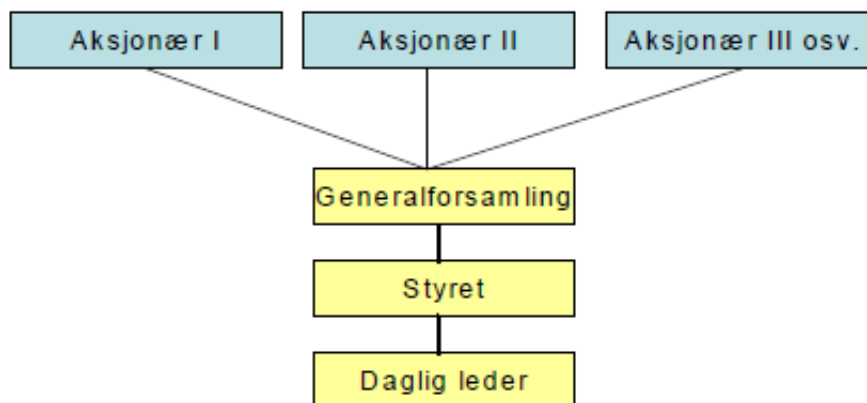 Aksjonær I
Aksjonær II
Aksjonær III osv.
Generalforsamling
Styret
Daglig leder